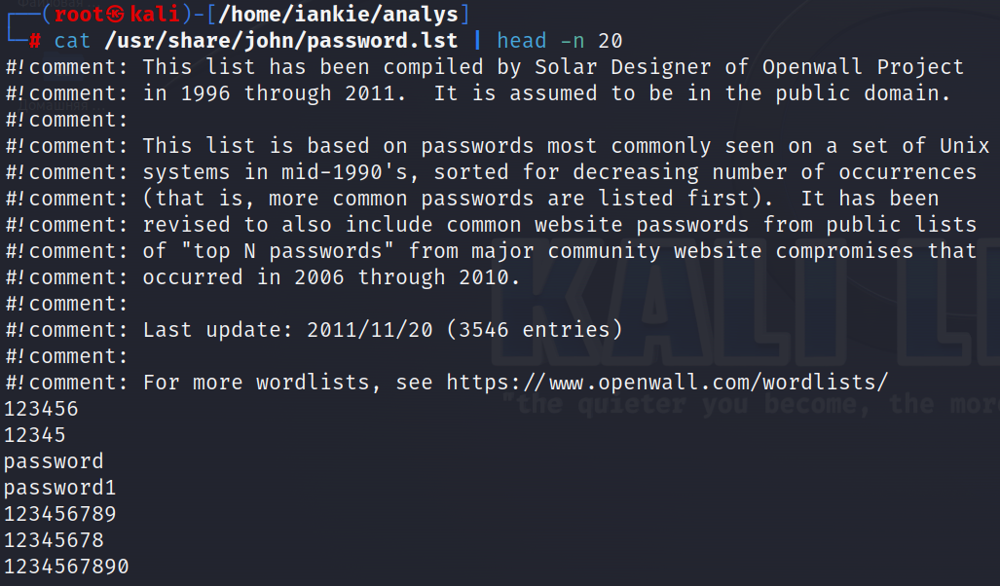 ┌──(root㉿kali)-[/home/iankie/analys]
└─# cat /usr/share/john/password.lst | head -n 20
#!comment: This list has been compiled by Solar Designer of Openwall Project
#!comment: in 1996 through 2011.  It is assumed to be in the public domain.
#!comment:
#!comment: This list is based on passwords most commonly seen on a set of Unix
#!comment: systems in mid-1990's, sorted for decreasing number of occurrences
#!comment: (that is, more common passwords are listed first).  It has been
#!comment: revised to also include common website passwords from public lists
#!comment: of "top N passwords" from major community website compromises that
#!comment: occurred in 2006 through 2010.
#!comment:
#!comment: Last update: 2011/11/20 (3546 entries)
#!comment:
#!comment: For more wordlists, see https://www.openwall.com/wordlists/
123456
12345
password
password1
123456789
12345678
1234567890
KALI LI
"the quieter you become, the mor